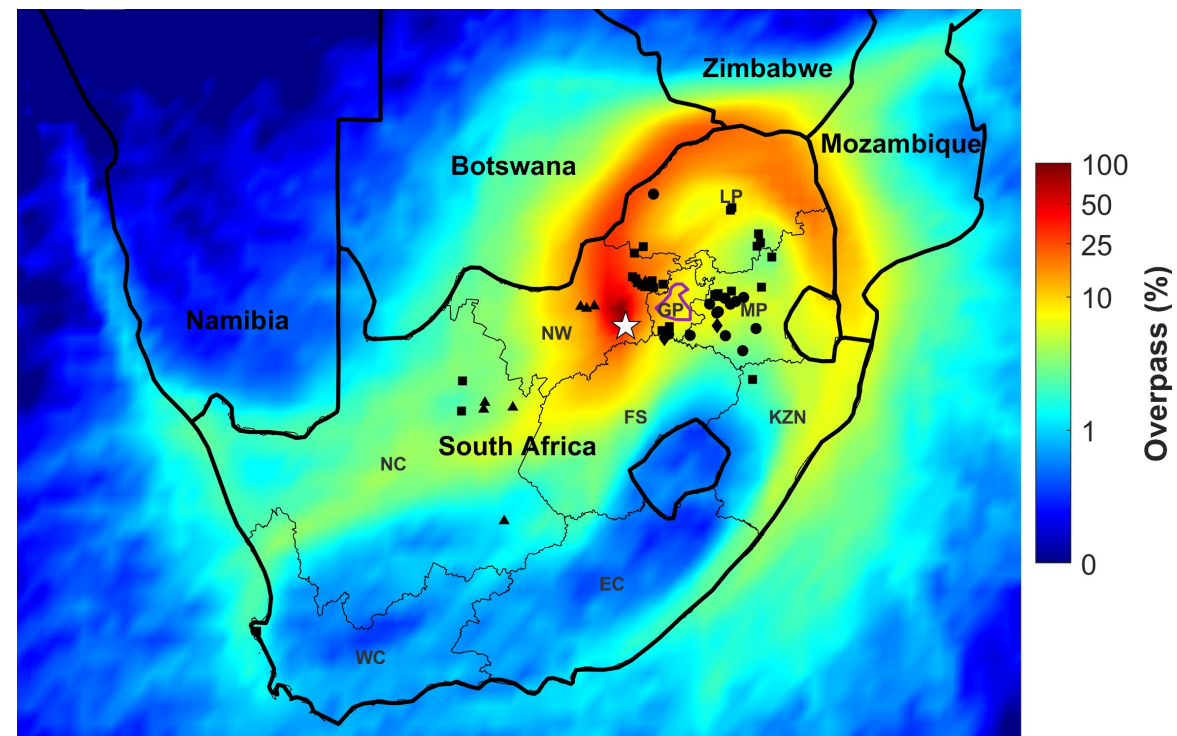 Zimbabwe
Mozambique
Botswana
LP
100
50
25
10
1
0
Overpass (%)
Namibia
NW
GP
MP
FS
KZN
South Africa
NC
EC
WC